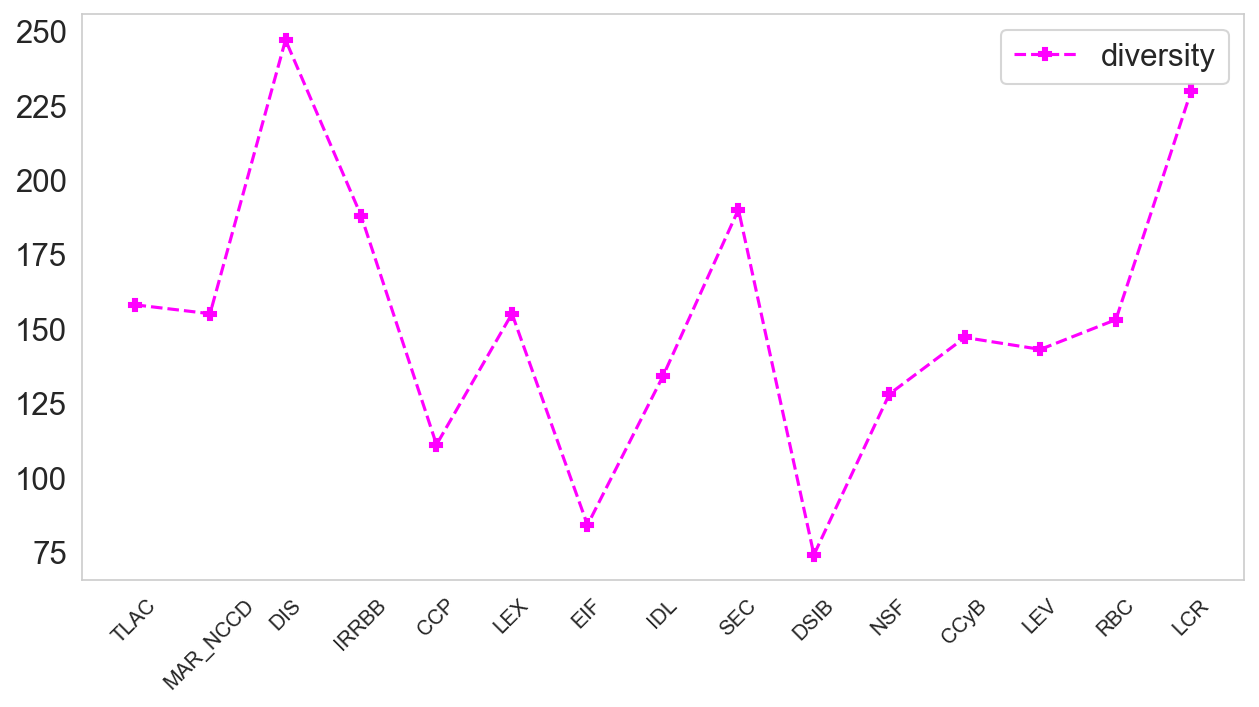 250
225
200
175
150
125
100
75
diversity
TLAC
MAR_NCCD
DIS
IRRBB
CCP
LEX
EIF
IDL
SEC
DSIB
NSF
CCyB
LEV
RBC
LCR